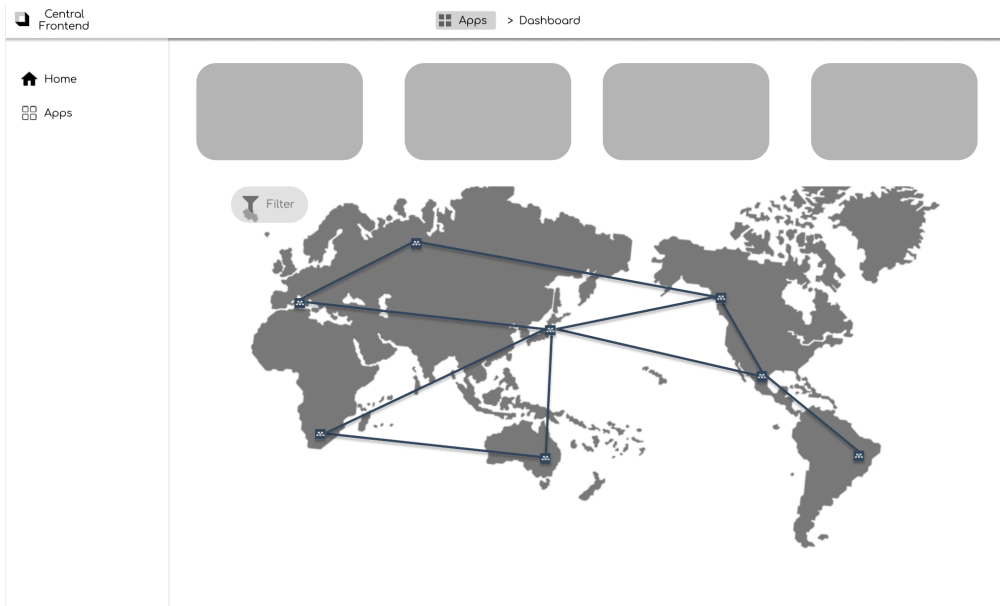 Central
Frontend
Apps > Dashboard
Home
Apps
Filter